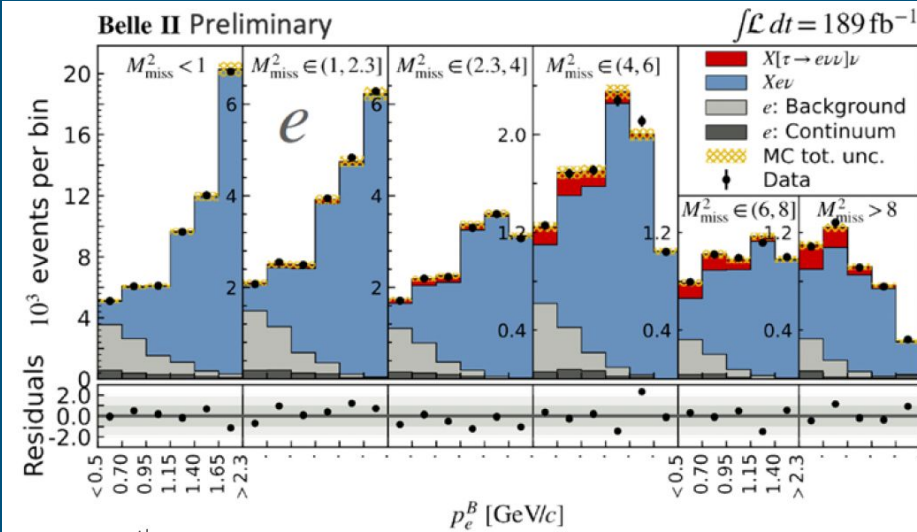 Belle II Preliminary
∫ℒ dt = 189 fb⁻¹
M²miss < 1
M²miss ∈ (1, 2.3]
M²miss ∈ (2.3, 4]
M²miss ∈ (4, 6]
X[τ → eνν]ν
Xeν
e: Background
e: Continuum
MC tot. unc.
Data
M²miss ∈ (6, 8]
M²miss > 8
e
10³ events per bin
20
16
12
8
4
0
6
4
2
0
6
4
2
2.0
1.2
0.4
1.2
0.4
1.2
0.4
Residuals
2.0
0.0
-2.0
< 0.5
0.70
0.95
1.15
1.40
1.65
> 2.3
< 0.5
0.70
0.95
1.15
1.40
> 2.3
p_e^B [GeV/c]